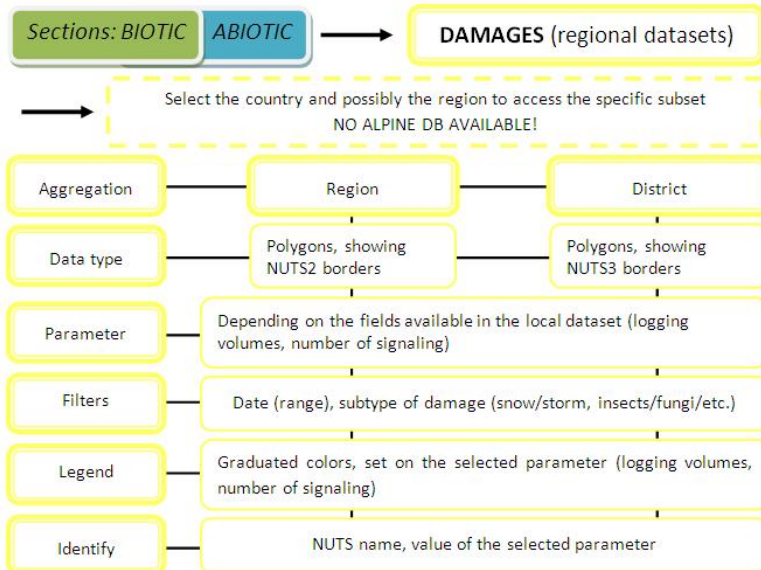 Sections: BIOTIC
ABIOTIC
DAMAGES (regional datasets)
Select the country and possibly the region to access the specific subset
NO ALPINE DB AVAILABLE!
Aggregation
Region
District
Data type
Polygons, showing
NUTS2 borders
Polygons, showing
NUTS3 borders
Parameter
Depending on the fields available in the local dataset (logging
volumes, number of signaling)
Filters
Date (range), subtype of damage (snow/storm, insects/fungi/etc.)
Legend
Graduated colors, set on the selected parameter (logging volumes,
number of signaling)
Identify
NUTS name, value of the selected parameter